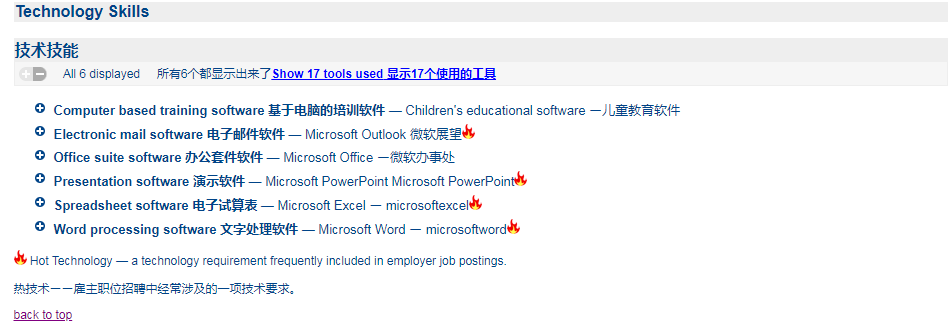 Technology Skills
技术技能
All 6 displayed 所有6个都显示出来了Show 17 tools used 显示17个使用的工具
Computer based training software 基于电脑的培训软件 — Children's educational software —儿童教育软件
Electronic mail software 电子邮件软件 — Microsoft Outlook 微软展望
Office suite software 办公套件软件 — Microsoft Office —微软办事处
Presentation software 演示软件 — Microsoft PowerPoint Microsoft PowerPoint
Spreadsheet software 电子试算表 — Microsoft Excel — microsoftexcel
Word processing software 文字处理软件 — Microsoft Word — microsoftword
Hot Technology — a technology requirement frequently included in employer job postings.
热技术——雇主职位招聘中经常涉及的一项技术要求。
back to top